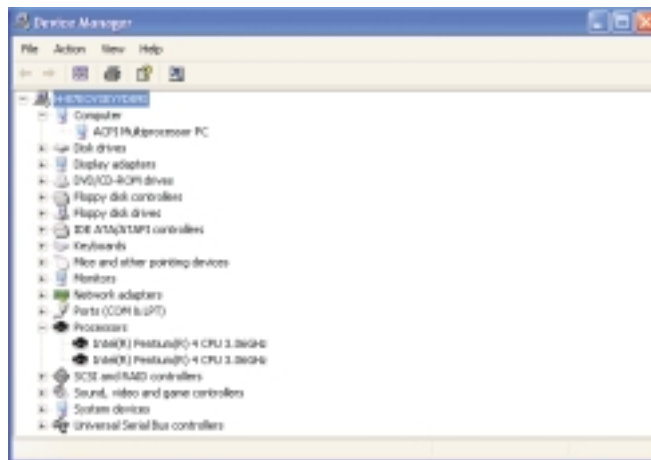 Device Manager
File Action View Help
Computer
ACPI Multiprocessor PC
Disk drives
Display adapters
DVD/CD-ROM drives
Floppy disk controllers
Floppy disk drives
IDE ATA/ATAPI controllers
Keyboards
Mice and other pointing devices
Monitors
Network adapters
Ports (COM & LPT)
Processors
Intel(R) Pentium(R) 4 CPU 3.06GHz
Intel(R) Pentium(R) 4 CPU 3.06GHz
SCSI and RAID controllers
Sound, video and game controllers
System devices
Universal Serial Bus controllers